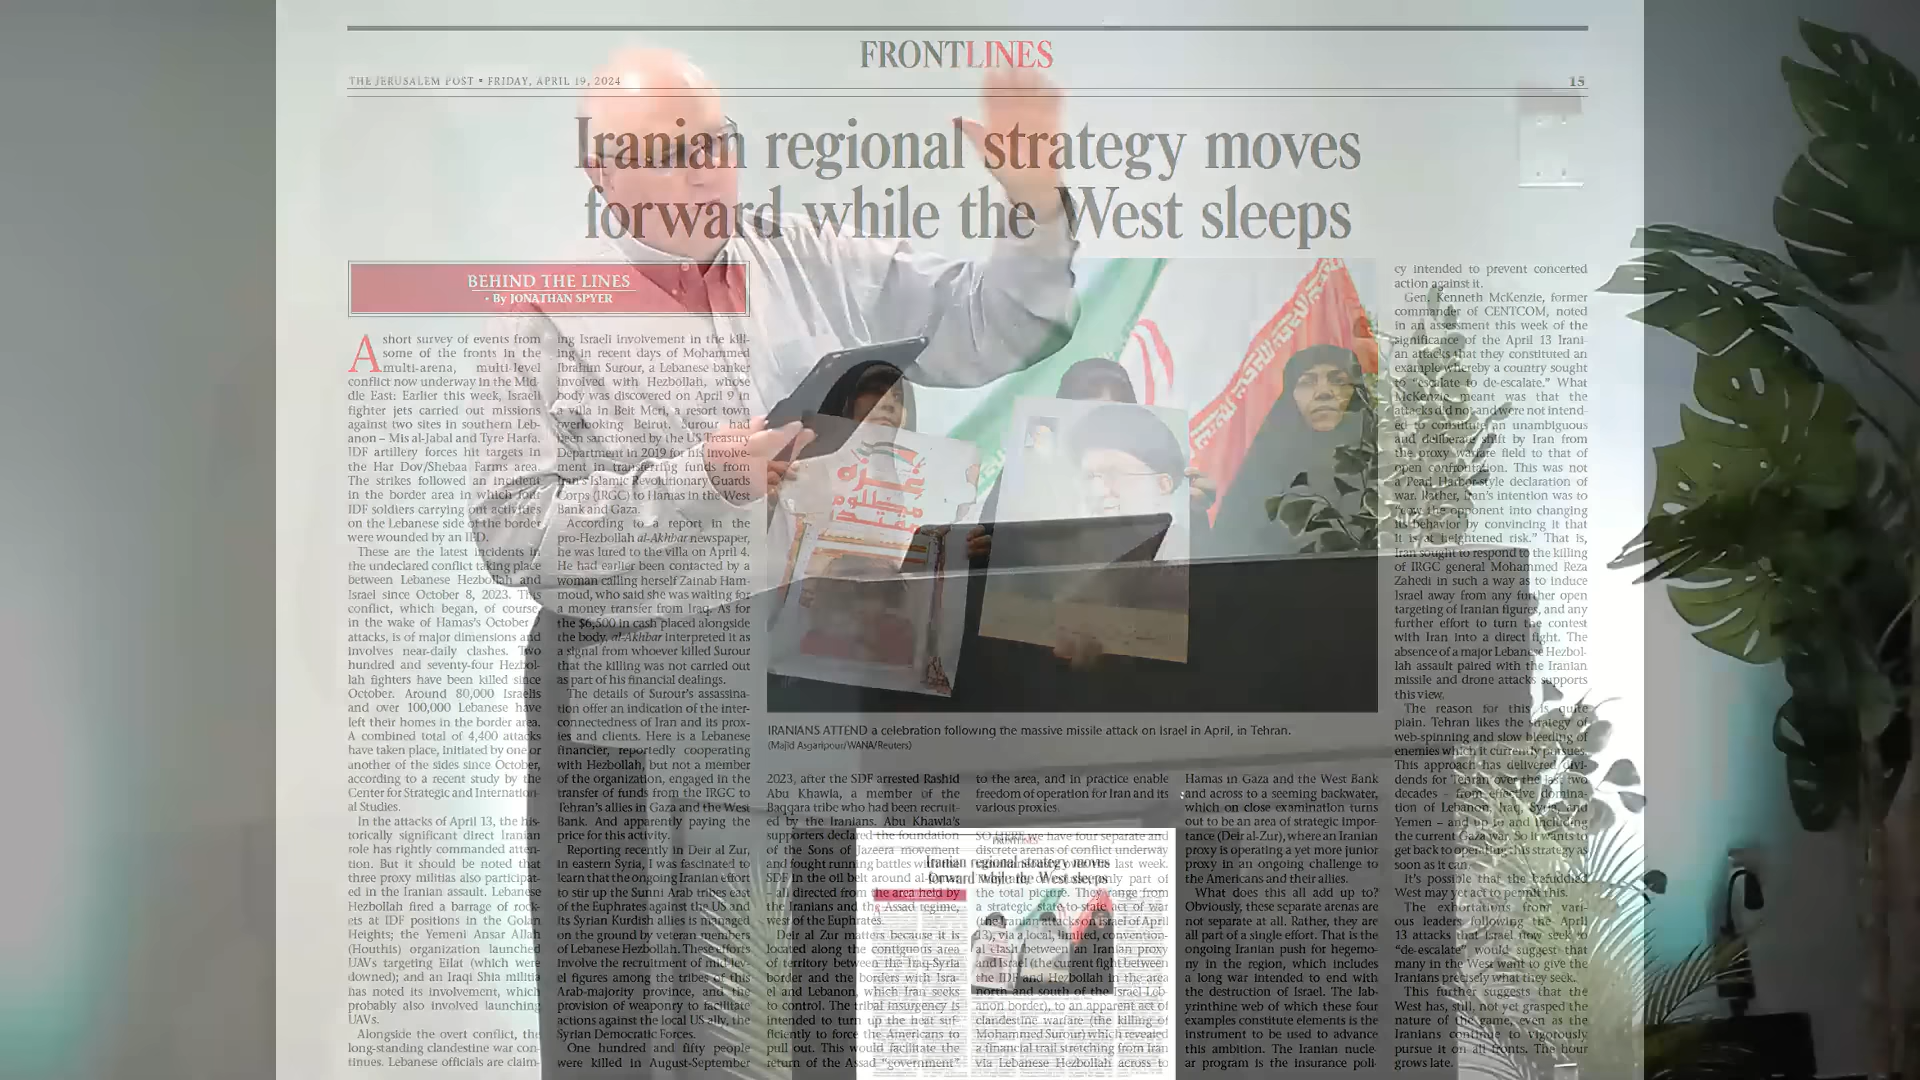 FRONTLINES
THE JERUSALEM POST • FRIDAY, APRIL 19, 2024
15
Iranian regional strategy moves
forward while the West sleeps
BEHIND THE LINES
• By JONATHAN SPYER
A short survey of events from
some of the fronts in the
multi-arena, multi-level
conflict now underway in the Mid-
dle East: Earlier this week, Israeli
fighter jets carried out missions
against two sites in southern Leb-
anon – Mis al-Jabal and Tyre Harfa.
IDF artillery forces hit targets in
the Har Dov/Shebaa Farms area.
The strikes followed an incident
in the border area in which four
IDF soldiers carrying out activities
on the Lebanese side of the border
were wounded by an IED.
These are the latest incidents in
the undeclared conflict taking place
between Lebanese Hezbollah and
Israel since October 8, 2023. This
conflict, which began, of course,
in the wake of Hamas's October
attacks, is of major dimensions and
involves near-daily clashes. Two
hundred and seventy-four Hezbol-
lah fighters have been killed since
October. Around 80,000 Israelis
and over 100,000 Lebanese have
left their homes in the border area.
A combined total of 4,400 attacks
have taken place, initiated by one or
another of the sides since October,
according to a recent study by the
Center for Strategic and Internation-
al Studies.
In the attacks of April 13, the his-
torically significant direct Iranian
role has rightly commanded atten-
tion. But it should be noted that
three proxy militias also participat-
ed in the Iranian assault. Lebanese
Hezbollah fired a barrage of rock-
ets at IDF positions in the Golan
Heights; the Yemeni Ansar Allah
(Houthis) organization launched
UAVs targeting Eilat (which were
downed); and an Iraqi Shia militia
has noted its involvement, which
probably also involved launching
UAVs.
Alongside the overt conflict, the
long-standing clandestine war con-
tinues. Lebanese officials are claim-
ing Israeli involvement in the kill-
ing in recent days of Mohammed
Ibrahim Surour, a Lebanese banker
involved with Hezbollah, whose
body was discovered on April 9 in
a villa in Beit Meri, a resort town
overlooking Beirut. Surour had
been sanctioned by the US Treasury
Department in 2019 for his involve-
ment in transferring funds from
Iran's Islamic Revolutionary Guards
Corps (IRGC) to Hamas in the West
Bank and Gaza.
According to a report in the
pro-Hezbollah al-Akhbar newspaper,
he was lured to the villa on April 4.
He had earlier been contacted by a
woman calling herself Zainab Ham-
moud, who said she was waiting for
a money transfer from Iraq. As for
the $6,500 in cash placed alongside
the body, al-Akhbar interpreted it as
a signal from whoever killed Surour
that the killing was not carried out
as part of his financial dealings.
The details of Surour's assassina-
tion offer an indication of the inter-
connectedness of Iran and its prox-
ies and clients. Here is a Lebanese
financier, reportedly cooperating
with Hezbollah, but not a member
of the organization, engaged in the
transfer of funds from the IRGC to
Tehran's allies in Gaza and the West
Bank. And apparently paying the
price for this activity.
Reporting recently in Deir al Zur,
in eastern Syria, I was fascinated to
learn that the ongoing Iranian effort
to stir up the Sunni Arab tribes east
of the Euphrates against the US and
its Syrian Kurdish allies is managed
on the ground by veteran members
of Lebanese Hezbollah. These efforts
involve the recruitment of mid-lev-
el figures among the tribes of this
Arab-majority province, and the
provision of weaponry to facilitate
actions against the local US ally, the
Syrian Democratic Forces.
One hundred and fifty people
were killed in August-September
IRANIANS ATTEND a celebration following the massive missile attack on Israel in April, in Tehran.
(Majid Asgaripour/WANA/Reuters)
2023, after the SDF arrested Rashid
Abu Khawla, a member of the
Baqqara tribe who had been recruit-
ed by the Iranians. Abu Khawla's
supporters declared the foundation
of the Sons of Jazeera movement
and fought running battles with the
SDF in the oil belt around
– all directed from the area held by
the Iranians and the Assad regime,
west of the Euphrates.
Deir al Zur matters because it is
located along the contiguous area
of territory between the Iraq-Syria
border and the borders with Isra-
el and Lebanon, which Iran seeks
to control. The tribal insurgency is
intended to turn up the heat suf-
ficiently to force the Americans to
pull out. This would facilitate the
return of the Assad "government"
to the area, and in practice enable
freedom of operation for Iran and its
various proxies.
SO HERE we have four separate and
discrete arenas of conflict underway
last week.
only part of
the total picture. They range from
a strategic state-to-state act of war
(the Iranian attacks on Israel of April
13), via a local, limited, convention-
al clash between an Iranian proxy
and Israel (the current fight between
the IDF and Hezbollah in the area
north and south of the Israel-Leb-
anon border), to an apparent act of
clandestine warfare (the killing of
Mohammed Surour) which revealed
a financial trail stretching from Iran
via Lebanese Hezbollah across to
Hamas in Gaza and the West Bank
and across to a seeming backwater,
which on close examination turns
out to be an area of strategic impor-
tance (Deir al-Zur), where an Iranian
proxy is operating a yet more junior
proxy in an ongoing challenge to
the Americans and their allies.
What does this all add up to?
Obviously, these separate arenas are
not separate at all. Rather, they are
all part of a single effort. That is the
ongoing Iranian push for hegemo-
ny in the region, which includes
a long war intended to end with
the destruction of Israel. The lab-
yrinthine web of which these four
examples constitute elements is the
instrument to be used to advance
this ambition. The Iranian nucle-
ar program is the insurance poli-
cy intended to prevent concerted
action against it.
Gen. Kenneth McKenzie, former
commander of CENTCOM, noted
in an assessment this week of the
significance of the April 13 Irani-
an attacks that they constituted an
example whereby a country sought
to "escalate to de-escalate." What
McKenzie meant was that the
attacks did not and were not intend-
ed to constitute an unambiguous
and deliberate shift by Iran from
the proxy warfare field to that of
open confrontation. This was not
a Pearl Harbor-style declaration of
war. Rather, Iran's intention was to
"cow the opponent into changing
its behavior by convincing it that
it is at heightened risk." That is,
Iran sought to respond to the killing
of IRGC general Mohammed Reza
Zahedi in such a way as to induce
Israel away from any further open
targeting of Iranian figures, and any
further effort to turn the contest
with Iran into a direct fight. The
absence of a major Lebanese Hezbol-
lah assault paired with the Iranian
missile and drone attacks supports
this view.
The reason for this is quite
plain. Tehran likes the strategy of
web-spinning and slow bleeding of
enemies which it currently pursues.
This approach has delivered divi-
dends for Tehran over the last two
decades – from effective domina-
tion of Lebanon, Iraq, Syria, and
Yemen – and up to and including
the current Gaza war. So it wants to
get back to operating this strategy as
soon as it can.
It's possible that the befuddled
West may yet act to permit this.
The exhortations from vari-
ous leaders following the April
13 attacks that Israel now seek to
"de-escalate" would suggest that
many in the West want to give the
Iranians precisely what they seek.
This further suggests that the
West has, still, not yet grasped the
nature of the game, even as the
Iranians continue to vigorously
pursue it on all fronts. The hour
grows late.
Iranian regional strategy moves
forward while the West sleeps